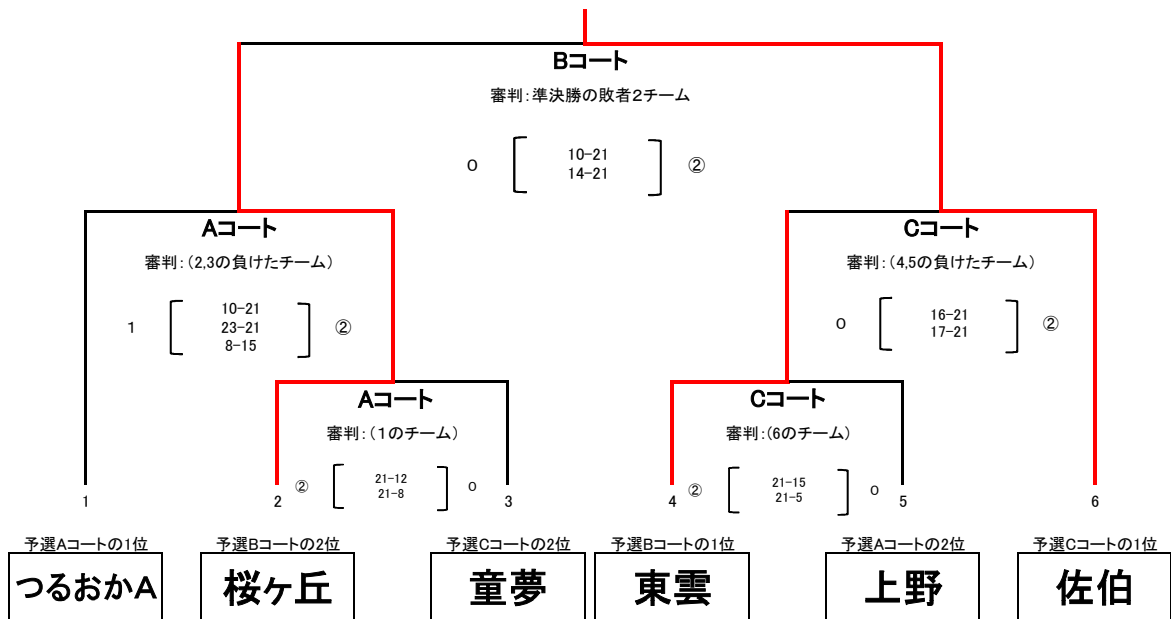 Bコート
審判:準決勝の敗者2チーム
0
10-21
14-21
②
Aコート
審判:(2,3の負けたチーム)
1
10-21
23-21
8-15
②
Cコート
審判:(4,5の負けたチーム)
0
16-21
17-21
②
Aコート
審判:(1のチーム)
②
21-12
21-8
0
Cコート
審判:(6のチーム)
②
21-15
21-5
0
1
2
3
4
5
6
予選Aコートの1位
予選Bコートの2位
予選Cコートの2位
予選Bコートの1位
予選Aコートの2位
予選Cコートの1位
つるおかA
桜ヶ丘
童夢
東雲
上野
佐伯